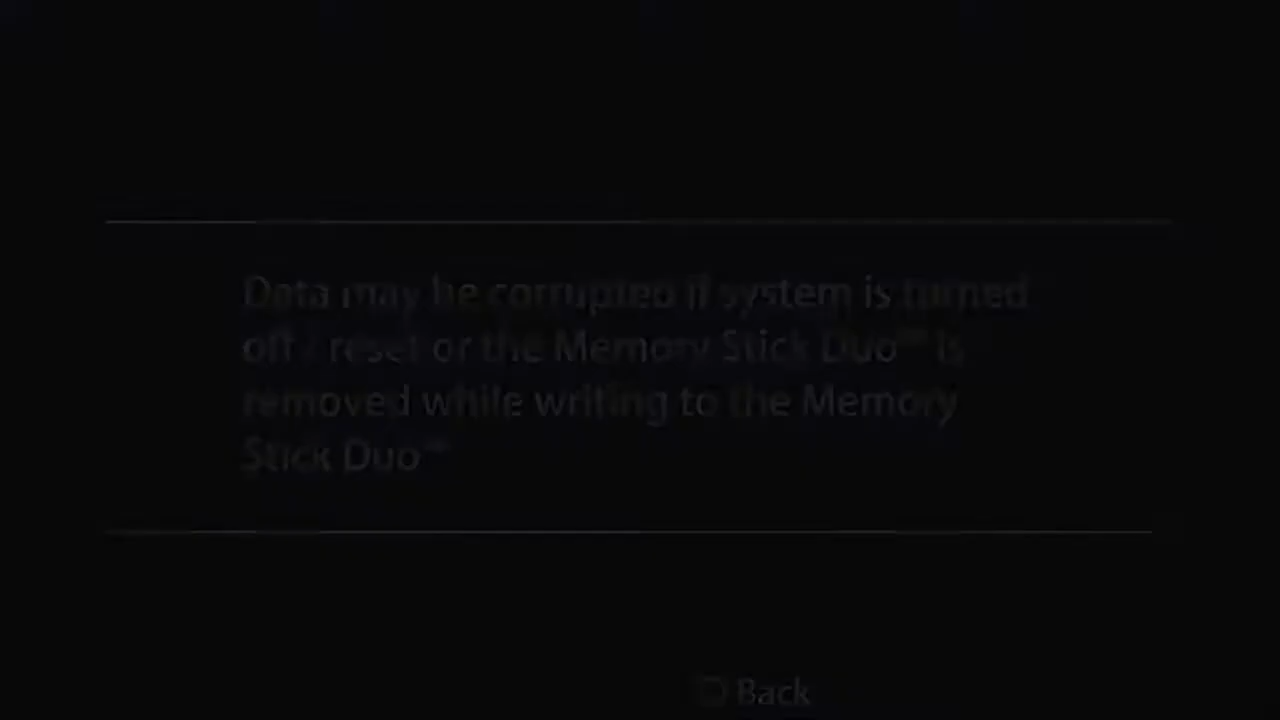 Data may be corrupted if system is turned
off / reset or the Memory Stick Duo™ is
removed while writing to the Memory
Stick Duo™
Back